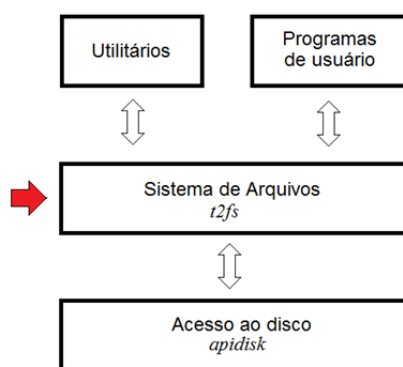 Utilitários
Programas
de usuário
Sistema de Arquivos
t2fs
Acesso ao disco
apidisk